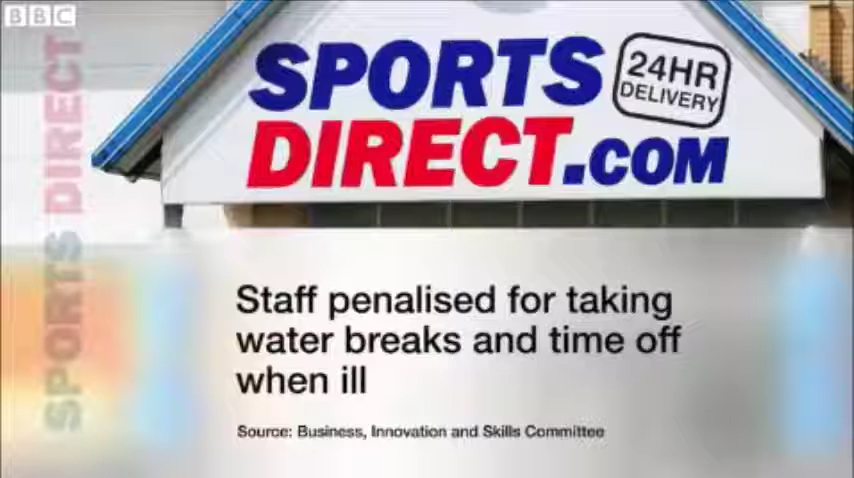 BBC
SPORTS
24HR
DELIVERY
DIRECT.COM
SPORTS DIRECT
Staff penalised for taking
water breaks and time off
when ill
Source: Business, Innovation and Skills Committee